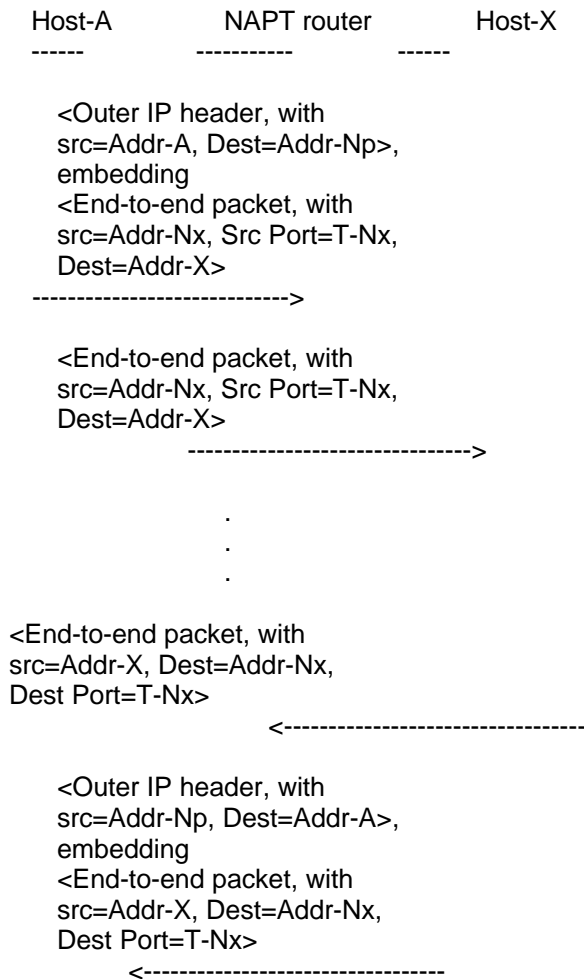 Host-A NAPT router Host-X
------ ----------- ------
<Outer IP header, with
src=Addr-A, Dest=Addr-Np>,
embedding
<End-to-end packet, with
src=Addr-Nx, Src Port=T-Nx,
Dest=Addr-X>
----------------------------->
<End-to-end packet, with
src=Addr-Nx, Src Port=T-Nx,
Dest=Addr-X>
-------------------------------->
.
.
.
<End-to-end packet, with
src=Addr-X, Dest=Addr-Nx,
Dest Port=T-Nx>
<----------------------------------
<Outer IP header, with
src=Addr-Np, Dest=Addr-A>,
embedding
<End-to-end packet, with
src=Addr-X, Dest=Addr-Nx,
Dest Port=T-Nx>
<----------------------------------